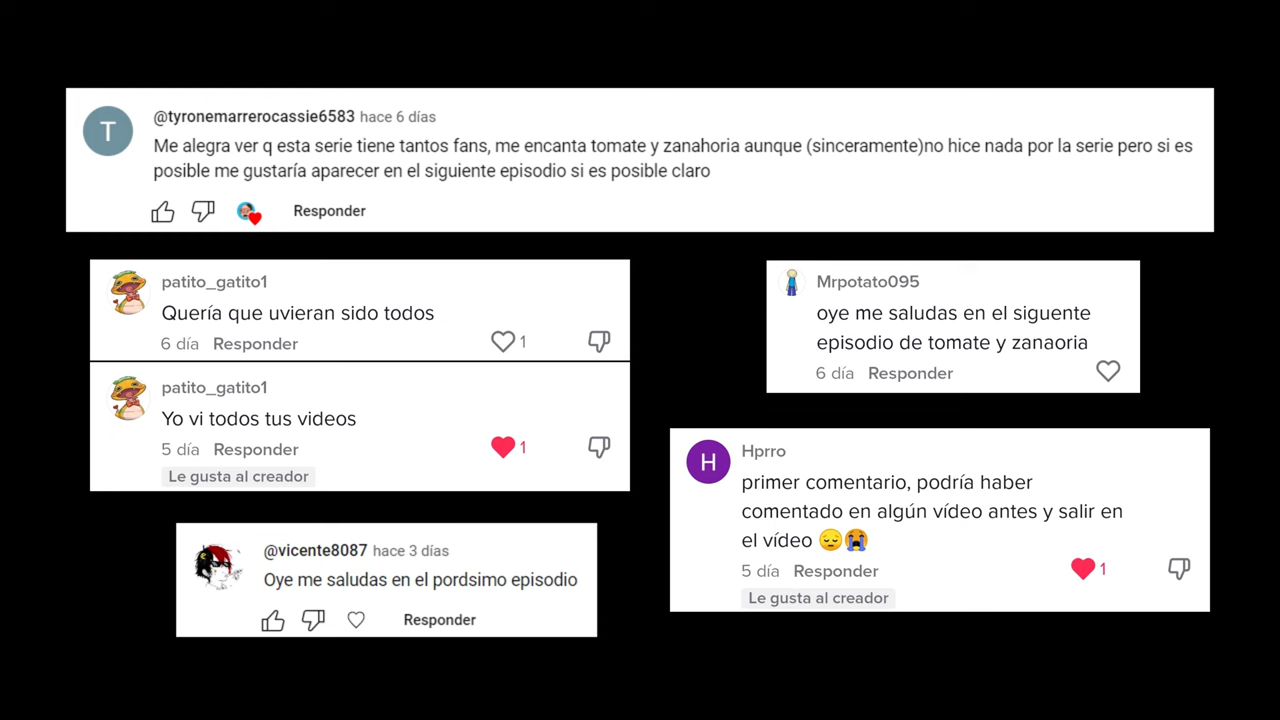 T
@tyronemarrerocassie6583 hace 6 días
Me alegra ver q esta serie tiene tantos fans, me encanta tomate y zanahoria aunque (sinceramente)no hice nada por la serie pero si es
posible me gustaría aparecer en el siguiente episodio si es posible claro
Responder
patito_gatito1
Quería que uvieran sido todos
6 día Responder 1
patito_gatito1
Yo vi todos tus videos
5 día Responder 1
Le gusta al creador
Mrpotato095
oye me saludas en el siguente
episodio de tomate y zanaoria
6 día Responder
H
Hprro
primer comentario, podría haber
comentado en algún vídeo antes y salir en
el vídeo 😔😭
5 día Responder 1
Le gusta al creador
@vicente8087 hace 3 días
Oye me saludas en el pordsimo episodio
Responder